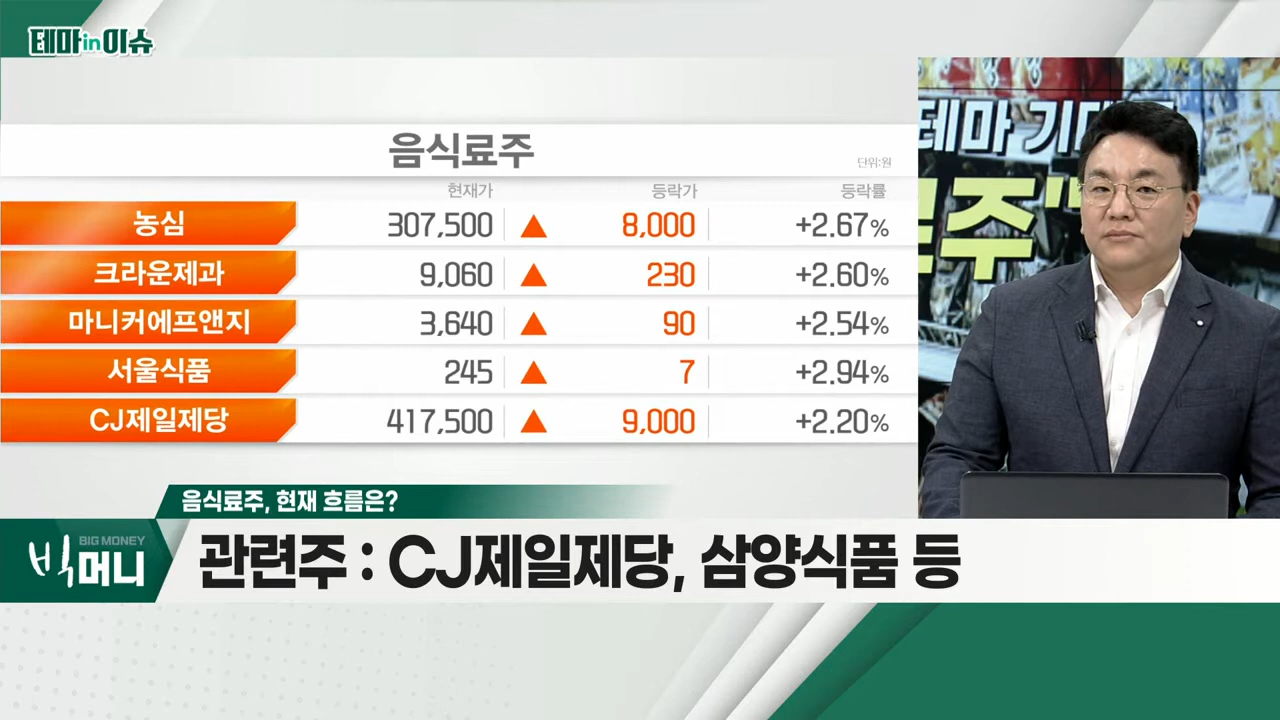 테마in이슈
음식료주
단위:원
현재가 등락가 등락률
농심 307,500 ▲ 8,000 +2.67%
크라운제과 9,060 ▲ 230 +2.60%
마니커에프앤지 3,640 ▲ 90 +2.54%
서울식품 245 ▲ 7 +2.94%
CJ제일제당 417,500 ▲ 9,000 +2.20%
테마 기대
주"
음식료주, 현재 흐름은?
빅머니 BIG MONEY
관련주 : CJ제일제당, 삼양식품 등